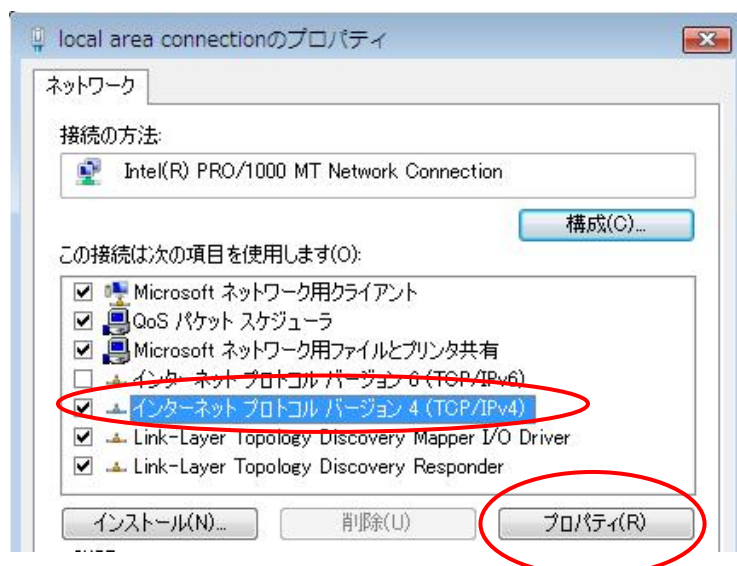 local area connectionのプロパティ
ネットワーク
接続の方法:
Intel(R) PRO/1000 MT Network Connection
構成(C)...
この接続は次の項目を使用します(O):
Microsoft ネットワーク用クライアント
QoS パケット スケジューラ
Microsoft ネットワーク用ファイルとプリンタ共有
インターネット プロトコル バージョン 6 (TCP/IPv6)
インターネット プロトコル バージョン 4 (TCP/IPv4)
Link-Layer Topology Discovery Mapper I/O Driver
Link-Layer Topology Discovery Responder
インストール(N)... 削除(U) プロパティ(R)